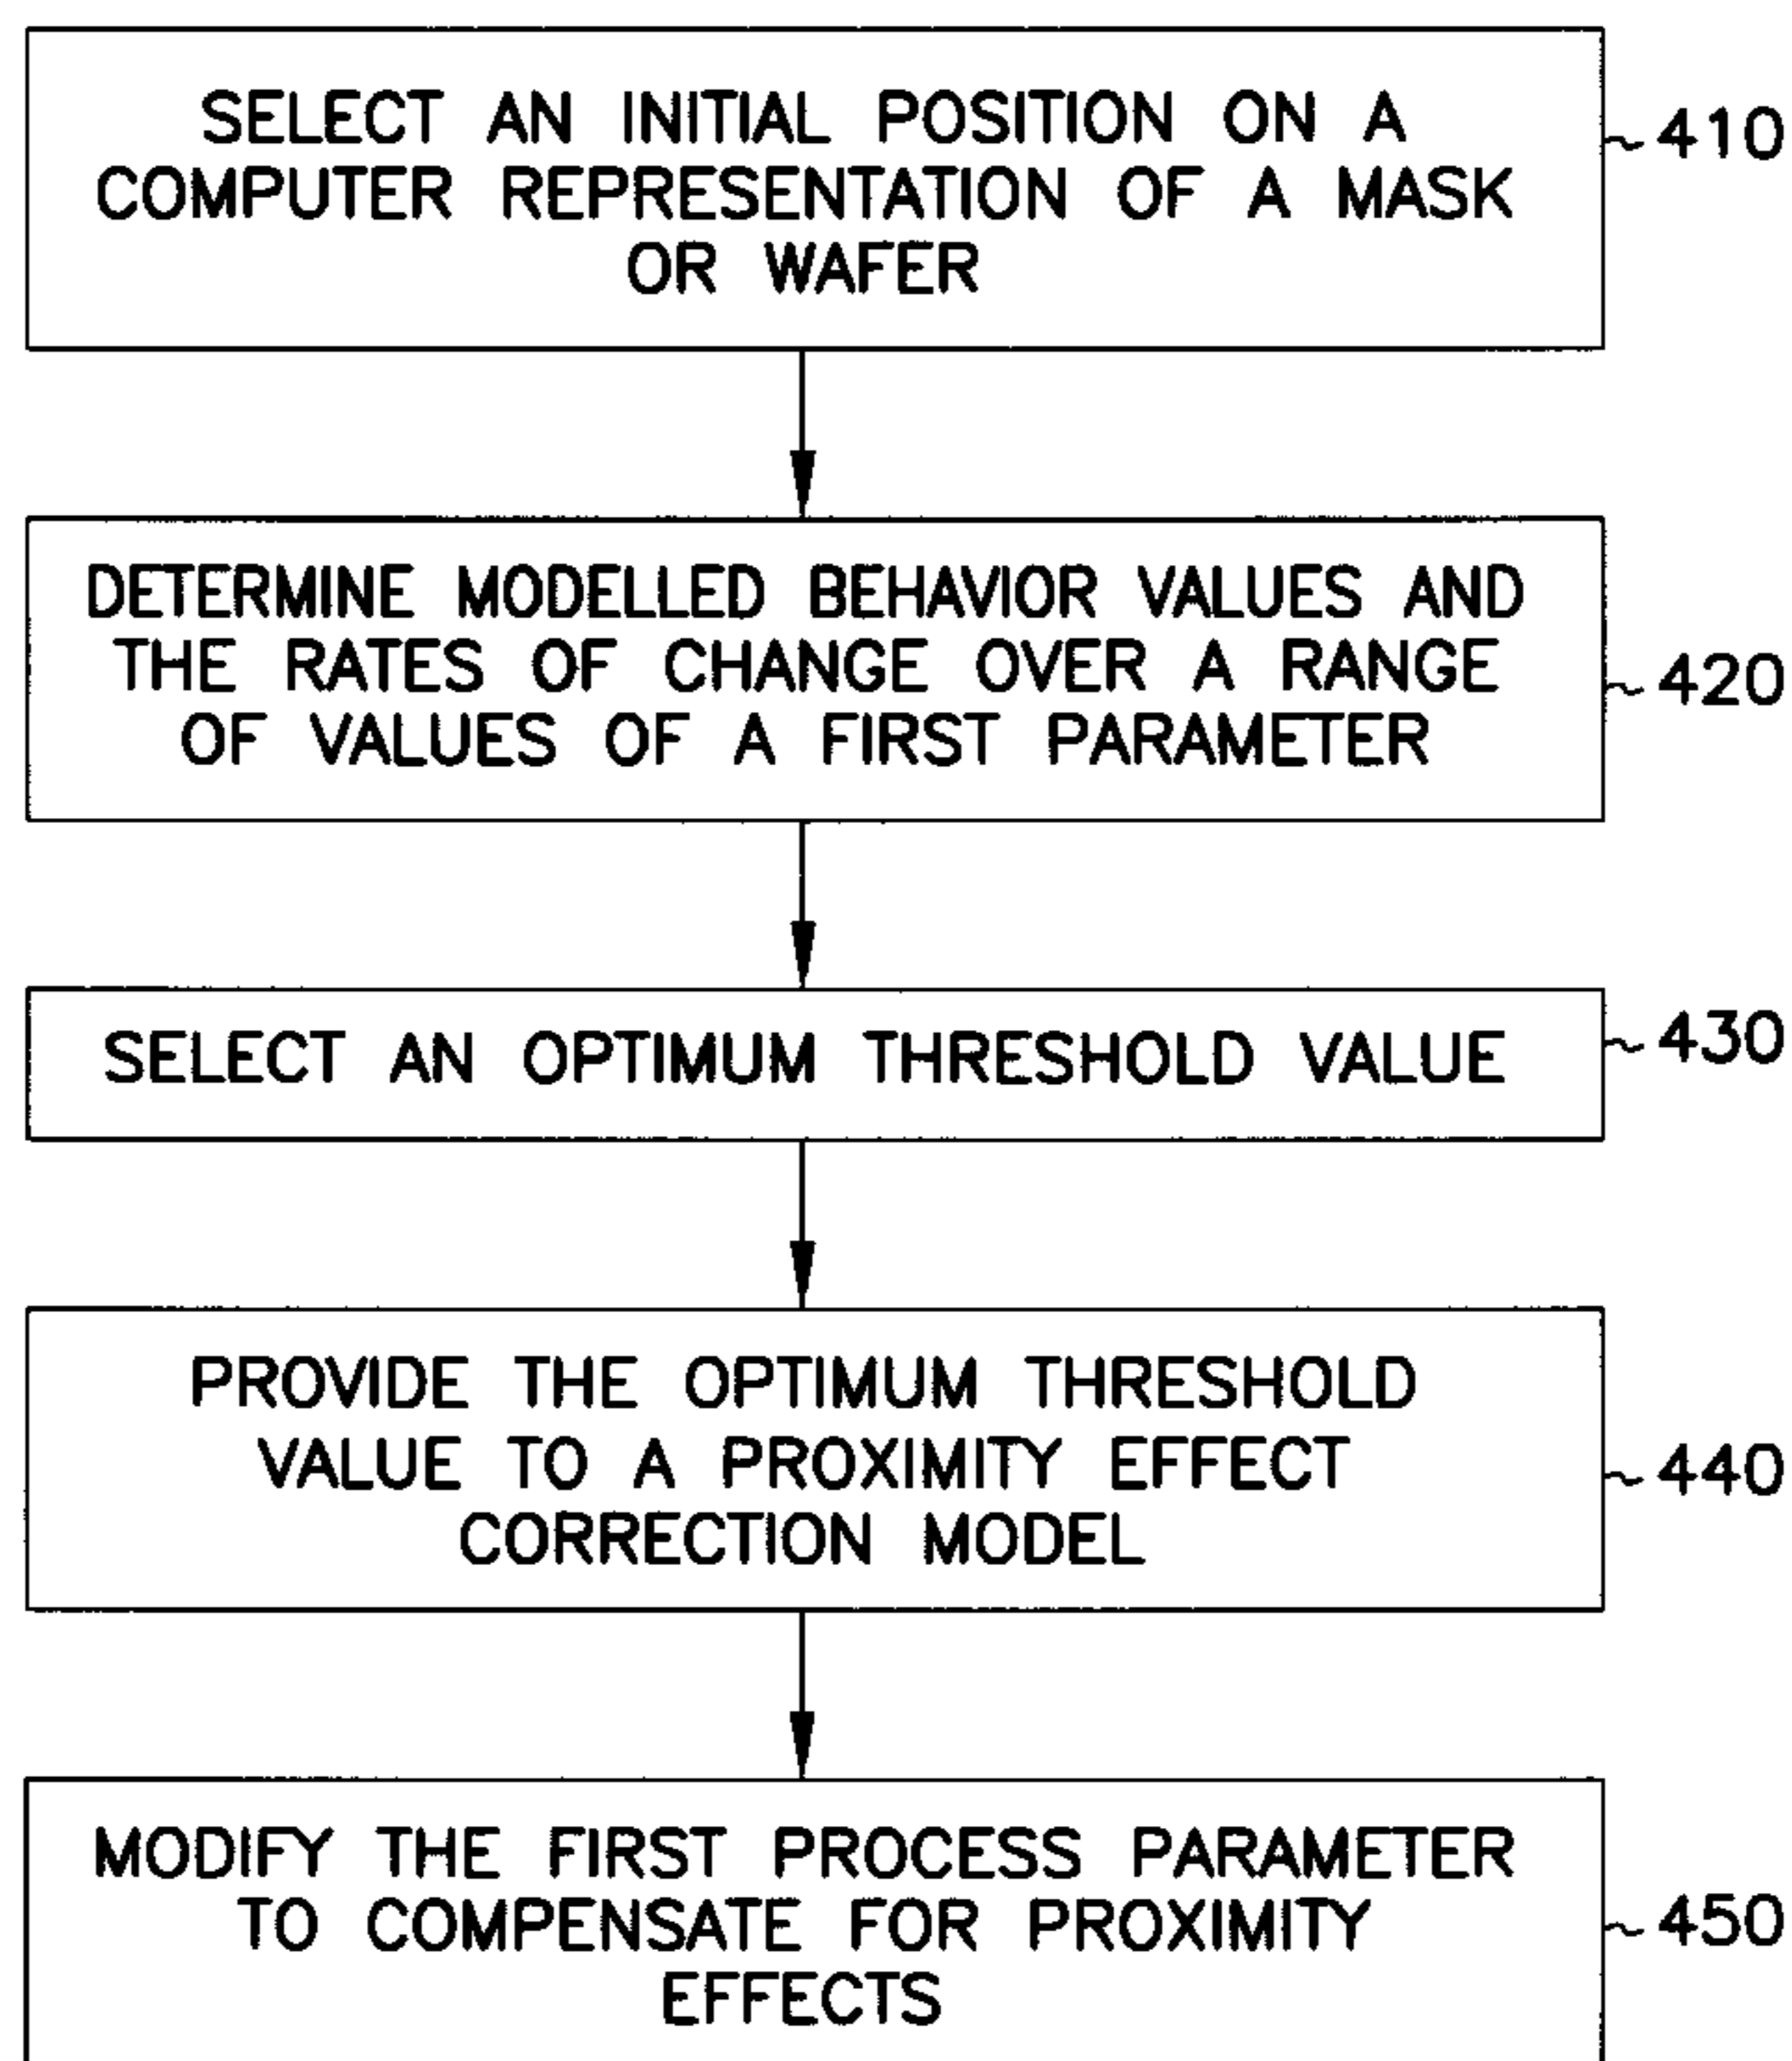 SELECT AN INITIAL POSITION ON A
COMPUTER REPRESENTATION OF A MASK
OR WAFER
410
DETERMINE MODELLED BEHAVIOR VALUES AND
THE RATES OF CHANGE OVER A RANGE
OF VALUES OF A FIRST PARAMETER
420
SELECT AN OPTIMUM THRESHOLD VALUE
430
PROVIDE THE OPTIMUM THRESHOLD
VALUE TO A PROXIMITY EFFECT
CORRECTION MODEL
440
MODIFY THE FIRST PROCESS PARAMETER
TO COMPENSATE FOR PROXIMITY
EFFECTS
450